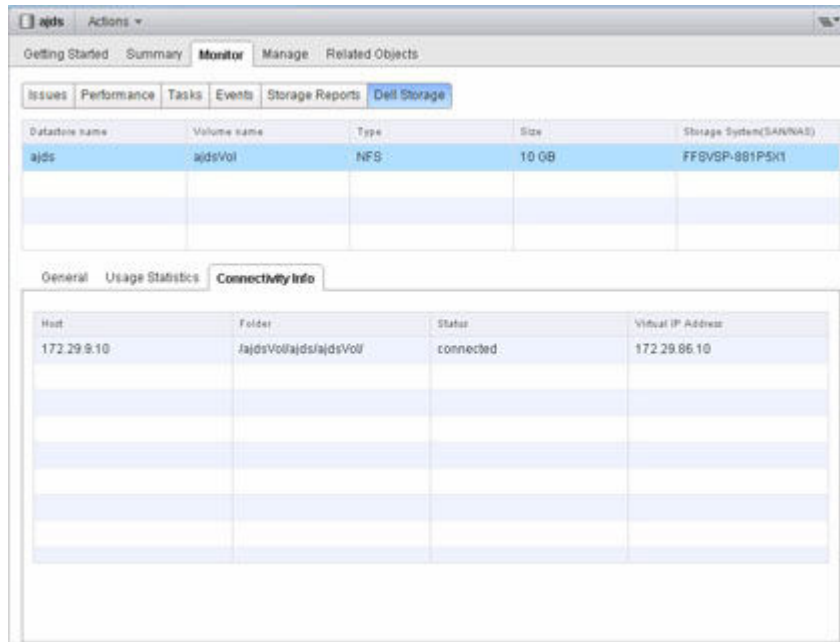 ajds Actions
Getting Started Summary Monitor Manage Related Objects
Issues Performance Tasks Events Storage Reports Dell Storage
Datastore name Volume name Type Size Storage System(SAN/NAS)
ajds ajdsVol NFS 10 GB FFSVSP-881P5X1
General Usage Statistics Connectivity Info
Host Folder Status Virtual IP Address
172.29.9.10 /ajdsVol/ajds/ajdsVol/ connected 172.29.86.10